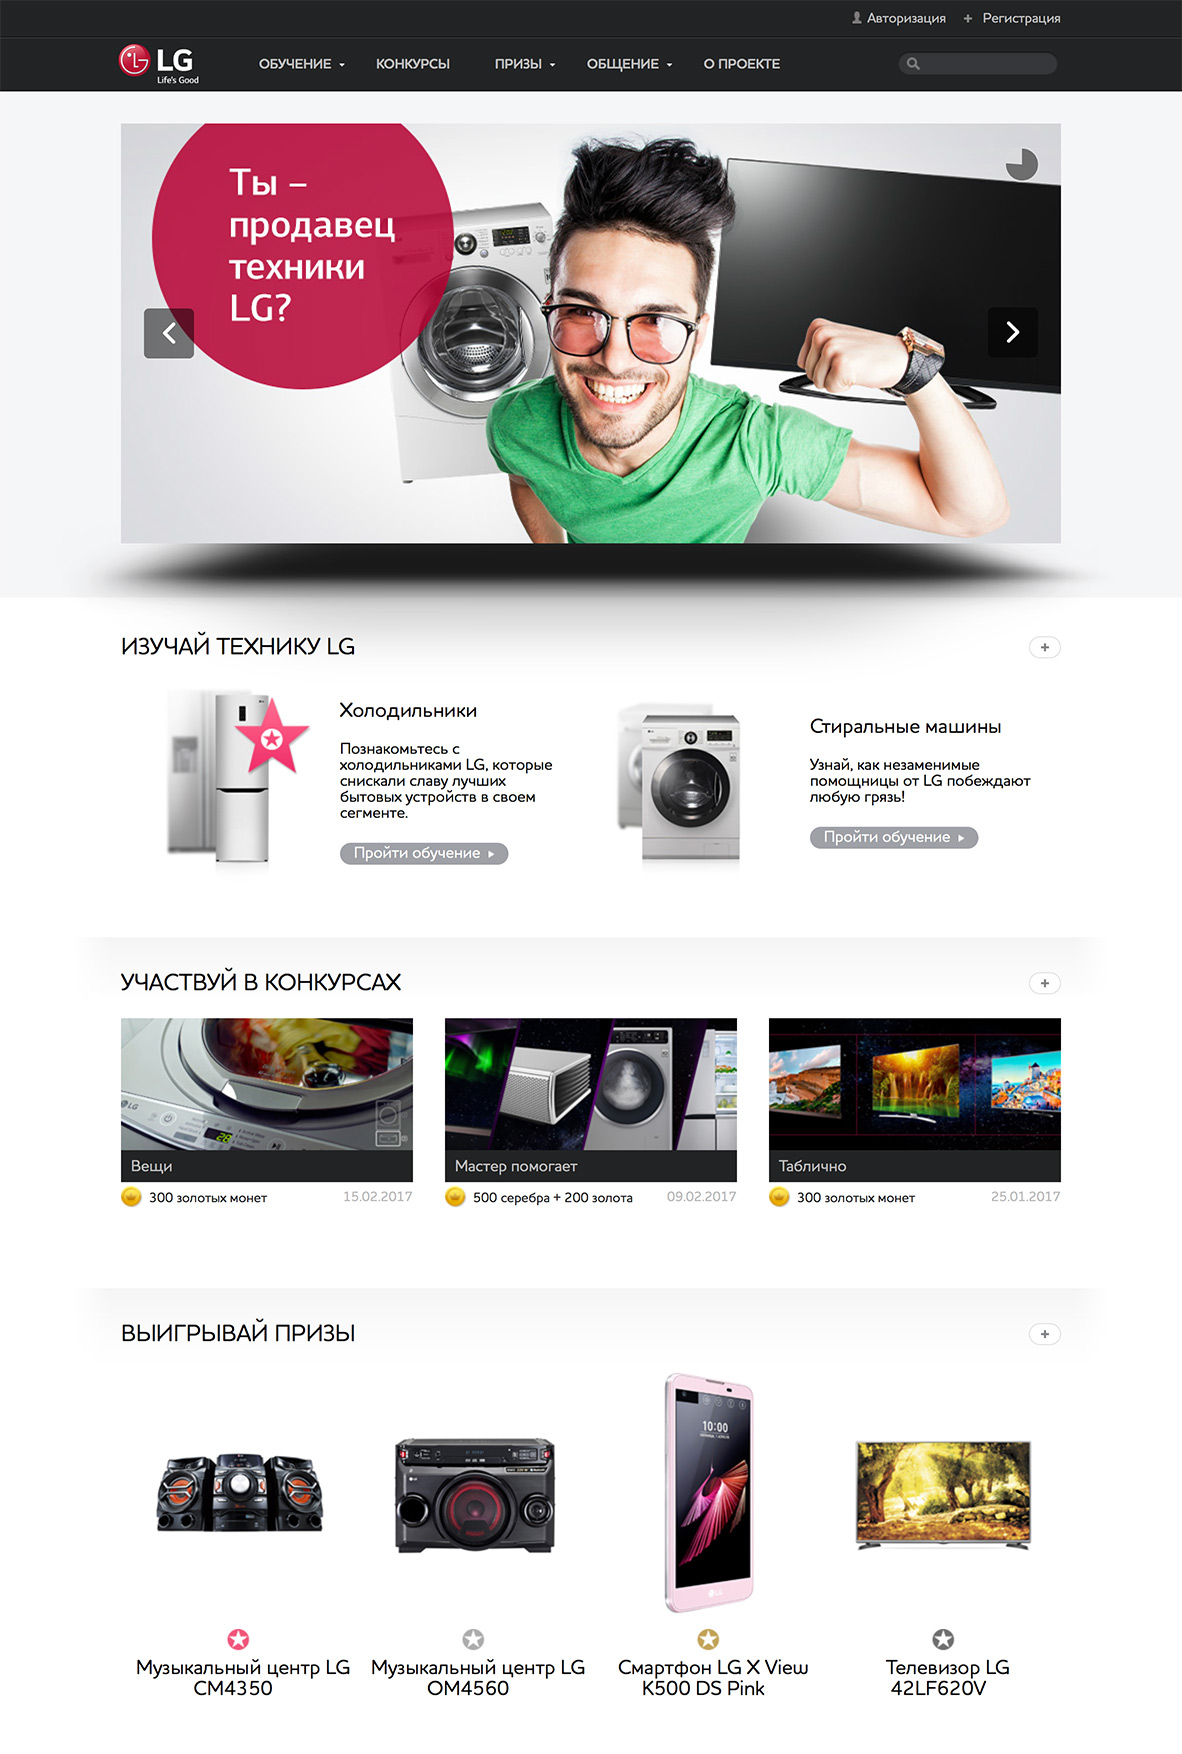 Авторизация + Регистрация
LG
Life's Good
ОБУЧЕНИЕ КОНКУРСЫ ПРИЗЫ ОБЩЕНИЕ О ПРОЕКТЕ
Ты –
продавец
техники
LG?
ИЗУЧАЙ ТЕХНИКУ LG
+
Холодильники
Познакомьтесь с
холодильниками LG, которые
снискали славу лучших
бытовых устройств в своем
сегменте.
Пройти обучение
Стиральные машины
Узнай, как незаменимые
помощницы от LG побеждают
любую грязь!
Пройти обучение
УЧАСТВУЙ В КОНКУРСАХ
+
LG
28
Вещи
300 золотых монет 15.02.2017
Мастер помогает
500 серебра + 200 золота 09.02.2017
Таблично
300 золотых монет 25.01.2017
ВЫИГРЫВАЙ ПРИЗЫ
+
10:00
LG
Музыкальный центр LG
CM4350
Музыкальный центр LG
OM4560
Смартфон LG X View
K500 DS Pink
Телевизор LG
42LF620V